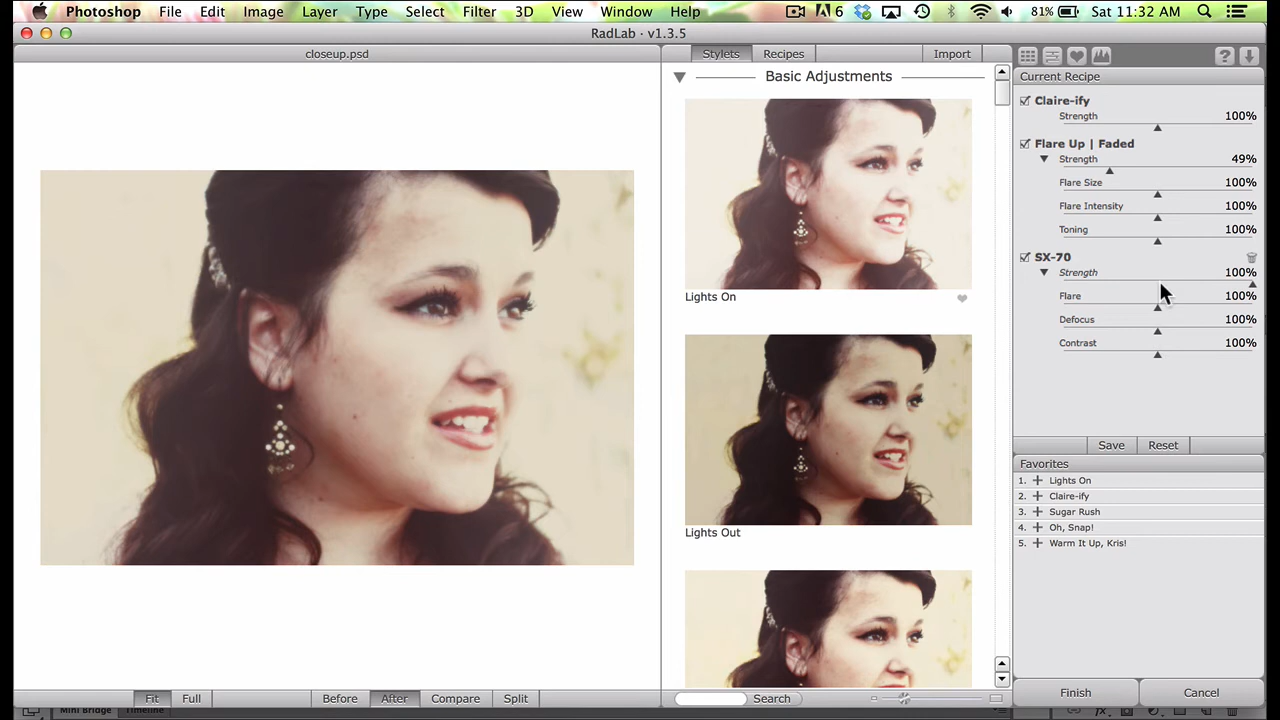 Photoshop File Edit Image Layer Type Select Filter 3D View Window Help 6 81% Sat 11:32 AM
RadLab · v1.3.5
closeup.psd
Stylets Recipes Import
Basic Adjustments
Lights On
Lights Out
Current Recipe
Claire-ify
Strength 100%
Flare Up | Faded
Strength 49%
Flare Size 100%
Flare Intensity 100%
Toning 100%
SX-70
Strength 100%
Flare 100%
Defocus 100%
Contrast 100%
Save Reset
Favorites
1. Lights On
2. Claire-ify
3. Sugar Rush
4. Oh, Snap!
5. Warm It Up, Kris!
Fit Full Before After Compare Split
Search
Finish Cancel
Mini Bridge Timeline